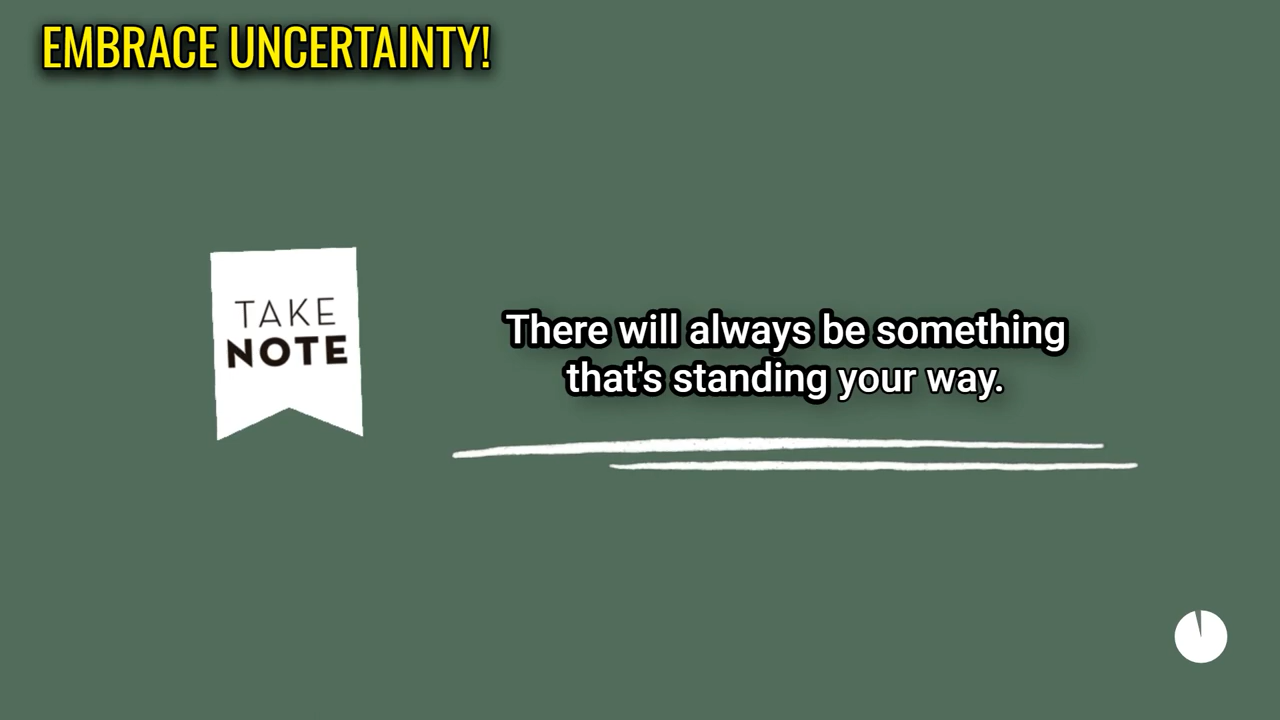 EMBRACE UNCERTAINTY!
TAKE
NOTE
There will always be something
that's standing your way.